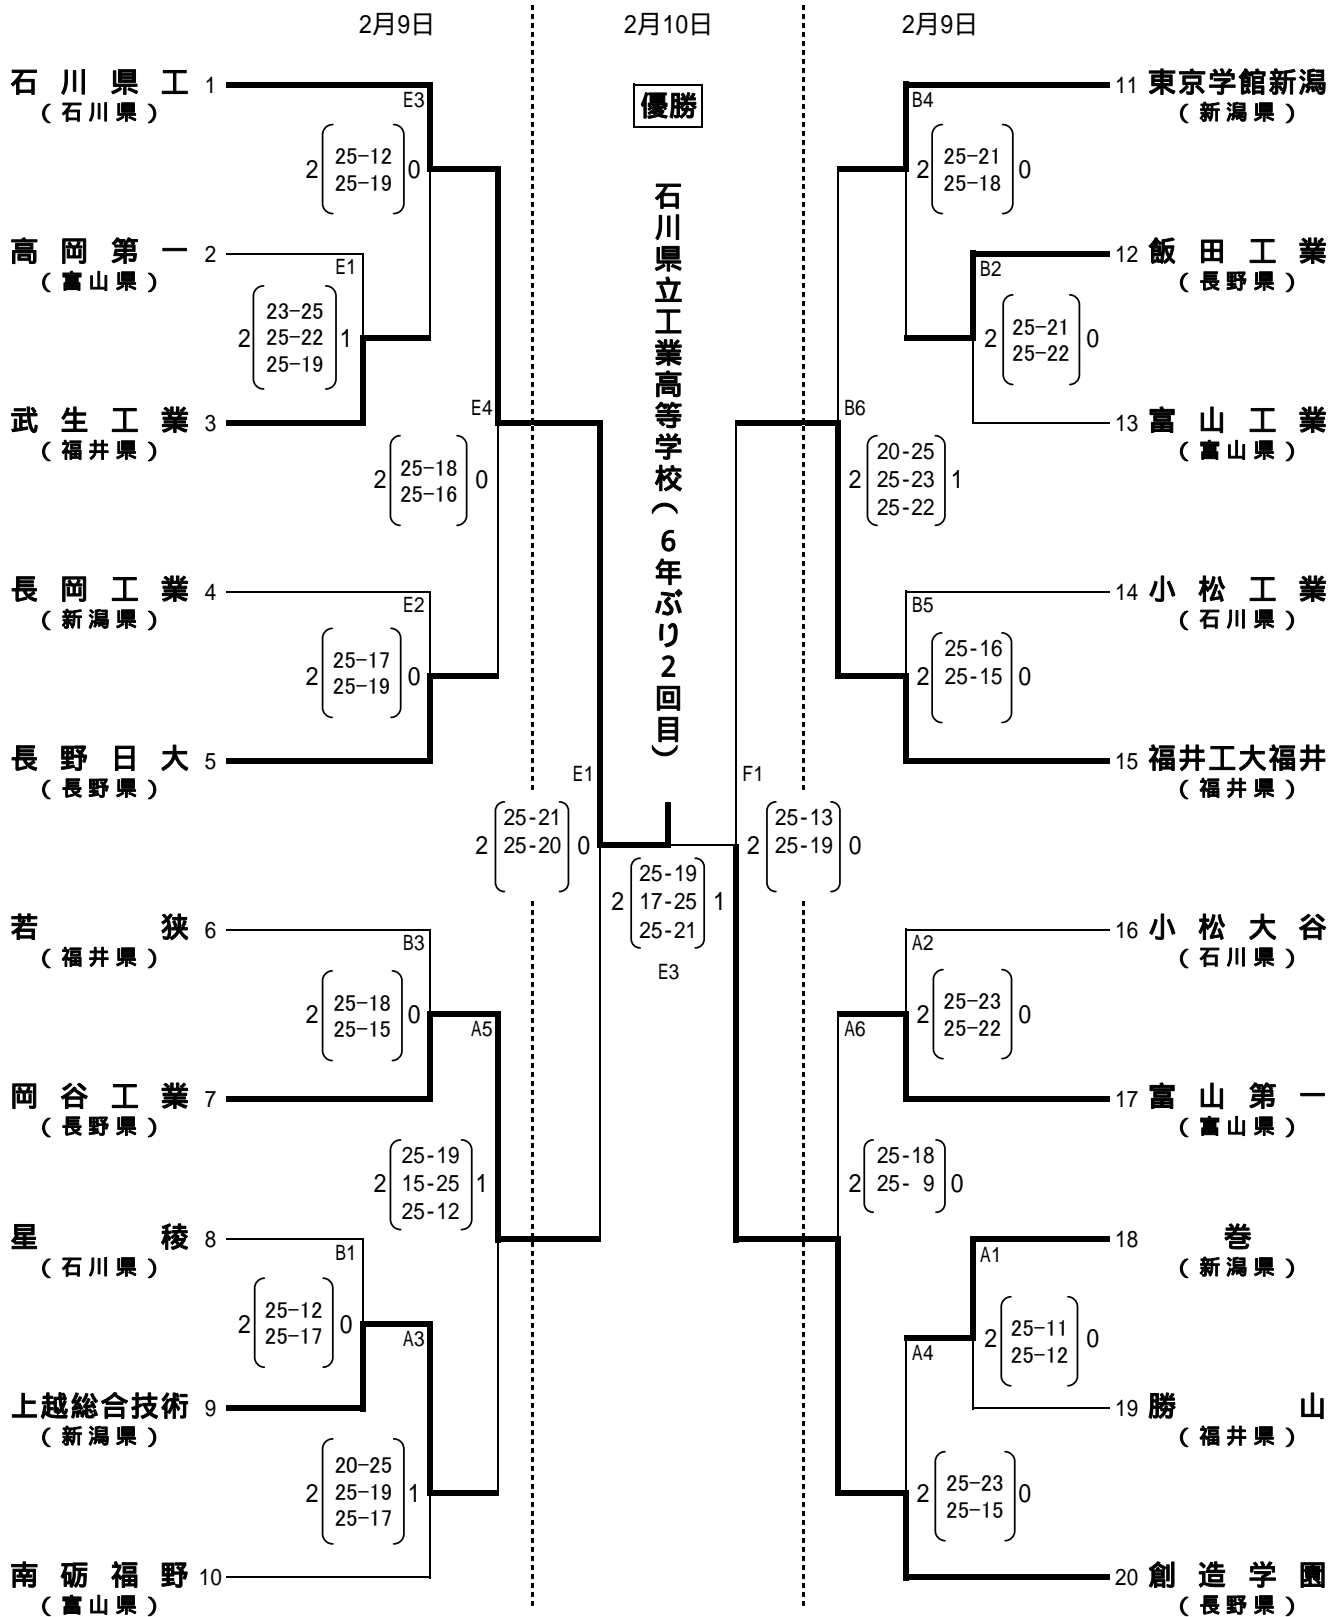 2月9日
2月10日
2月9日
優勝
石川県立工業高等学校(6年ぶり2回目)
石川県工 1
(石川県)
E3
2 25-12 0
25-19
高岡第一 2
(富山県)
E1
23-25
2 25-22 1
25-19
武生工業 3
(福井県)
E4
2 25-18 0
25-16
長岡工業 4
(新潟県)
E2
2 25-17 0
25-19
長野日大 5
(長野県)
E1
25-21
2 25-20 0
若狭 6
(福井県)
B3
2 25-18 0
25-15
A5
岡谷工業 7
(長野県)
25-19
2 15-25 1
25-12
星稜 8
(石川県)
B1
2 25-12 0
25-17
A3
上越総合技術 9
(新潟県)
20-25
2 25-19 1
25-17
南砺福野 10
(富山県)
25-19
2 17-25 1
25-21
E3
11 東京学館新潟
(新潟県)
B4
2 25-21 0
25-18
12 飯田工業
(長野県)
B2
2 25-21 0
25-22
13 富山工業
(富山県)
B6
20-25
2 25-23 1
25-22
14 小松工業
(石川県)
B5
25-16
2 25-15 0
15 福井工大福井
(福井県)
F1
25-13
2 25-19 0
16 小松大谷
(石川県)
A2
2 25-23 0
25-22
A6
17 富山第一
(富山県)
25-18
2 25- 9 0
18 巻
(新潟県)
A1
2 25-11 0
25-12
A4
19 勝山
(福井県)
2 25-23 0
25-15
20 創造学園
(長野県)